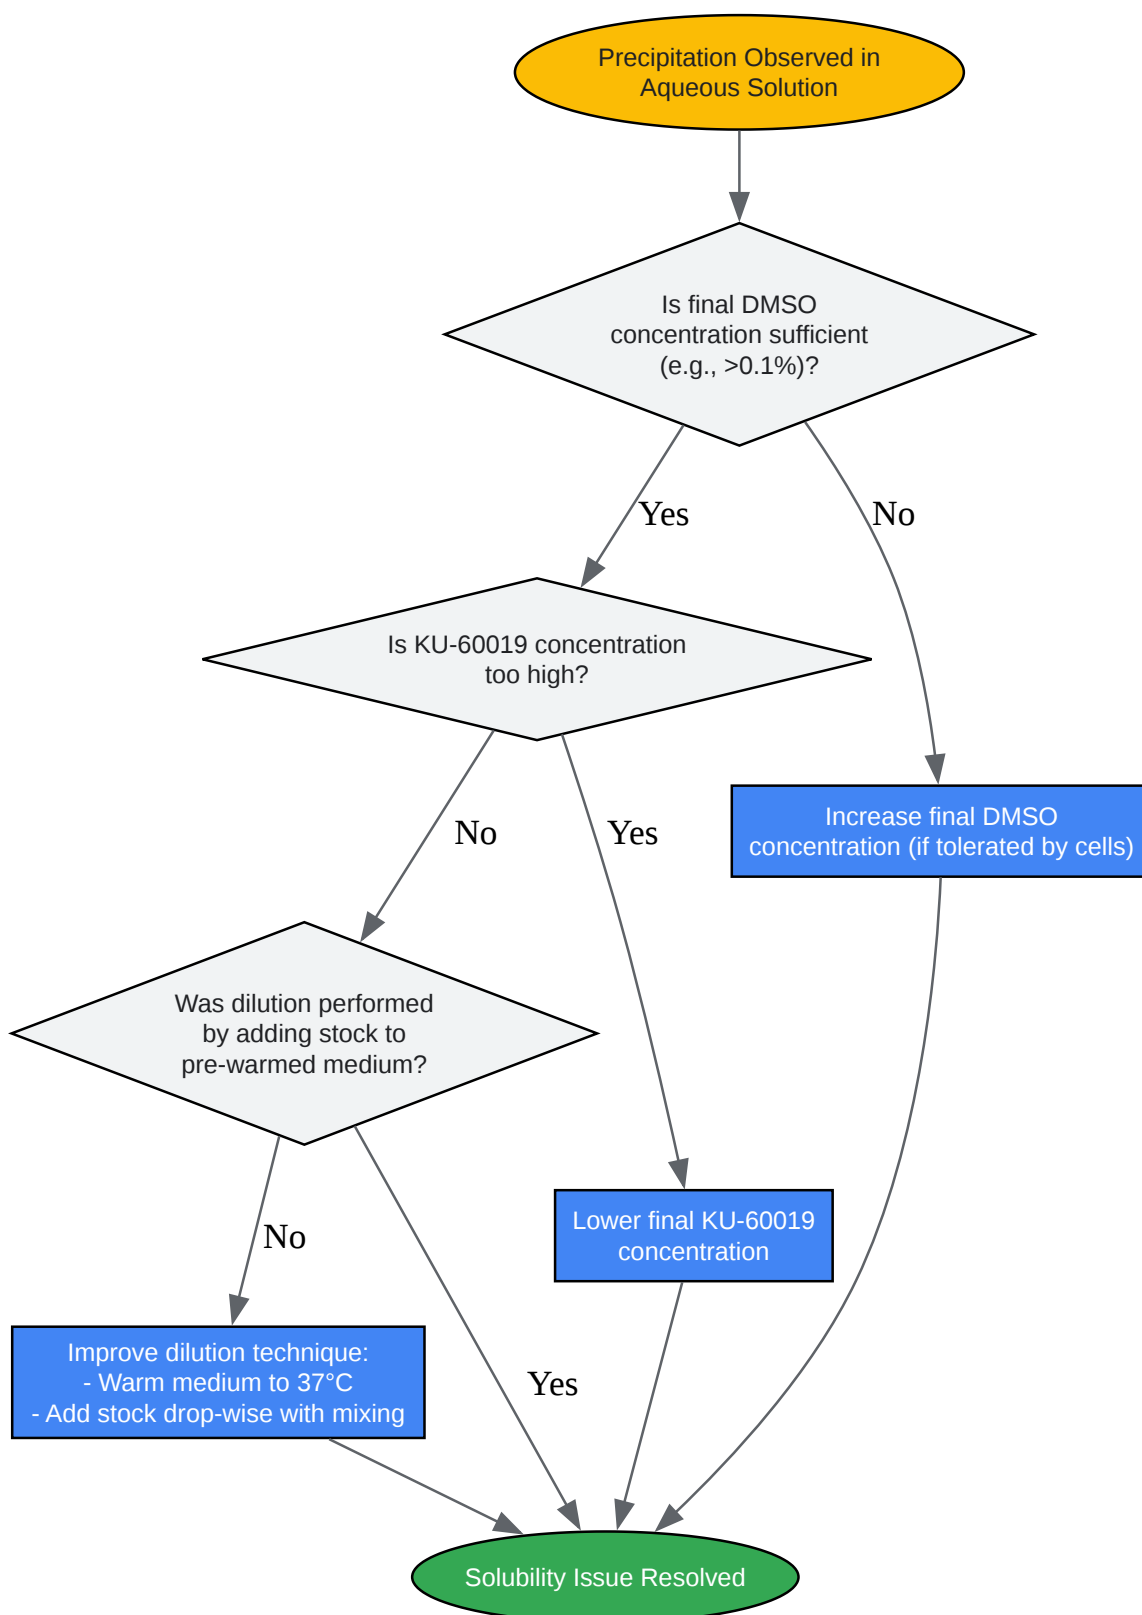 Precipitation Observed in
Aqueous Solution
Is final DMSO
concentration sufficient
(e.g., >0.1%)?
Yes
No
Is KU-60019 concentration
too high?
No
Yes
Increase final DMSO
concentration (if tolerated by cells)
Was dilution performed
by adding stock to
pre-warmed medium?
No
Yes
Lower final KU-60019
concentration
Improve dilution technique:
- Warm medium to 37°C
- Add stock drop-wise with mixing
Solubility Issue Resolved